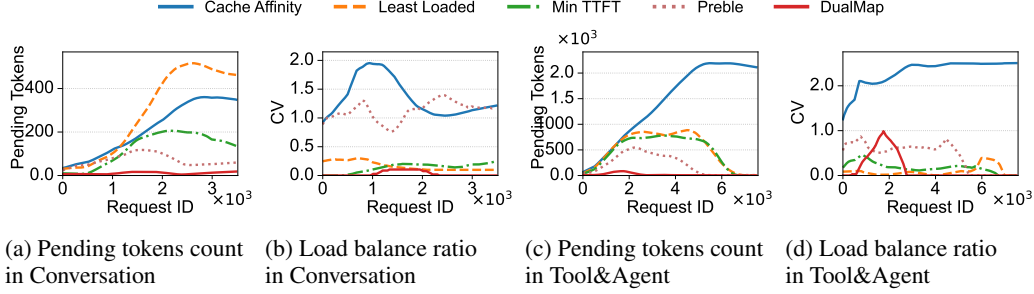 Cache Affinity Least Loaded Min TTFT Preble DualMap
Pending Tokens
400
200
0.0
0 1 2 3
Request ID ×10³
CV
2.0
1.5
1.0
0.5
0.0
0 1 2 3
Request ID ×10³
×10³
Pending Tokens
2.0
1.5
1000
500
0.0
0 2 4 6
Request ID ×10³
CV
2.0
1.0
0.0
0 2 4 6
Request ID ×10³
(a) Pending tokens count
in Conversation
(b) Load balance ratio
in Conversation
(c) Pending tokens count
in Tool&Agent
(d) Load balance ratio
in Tool&Agent